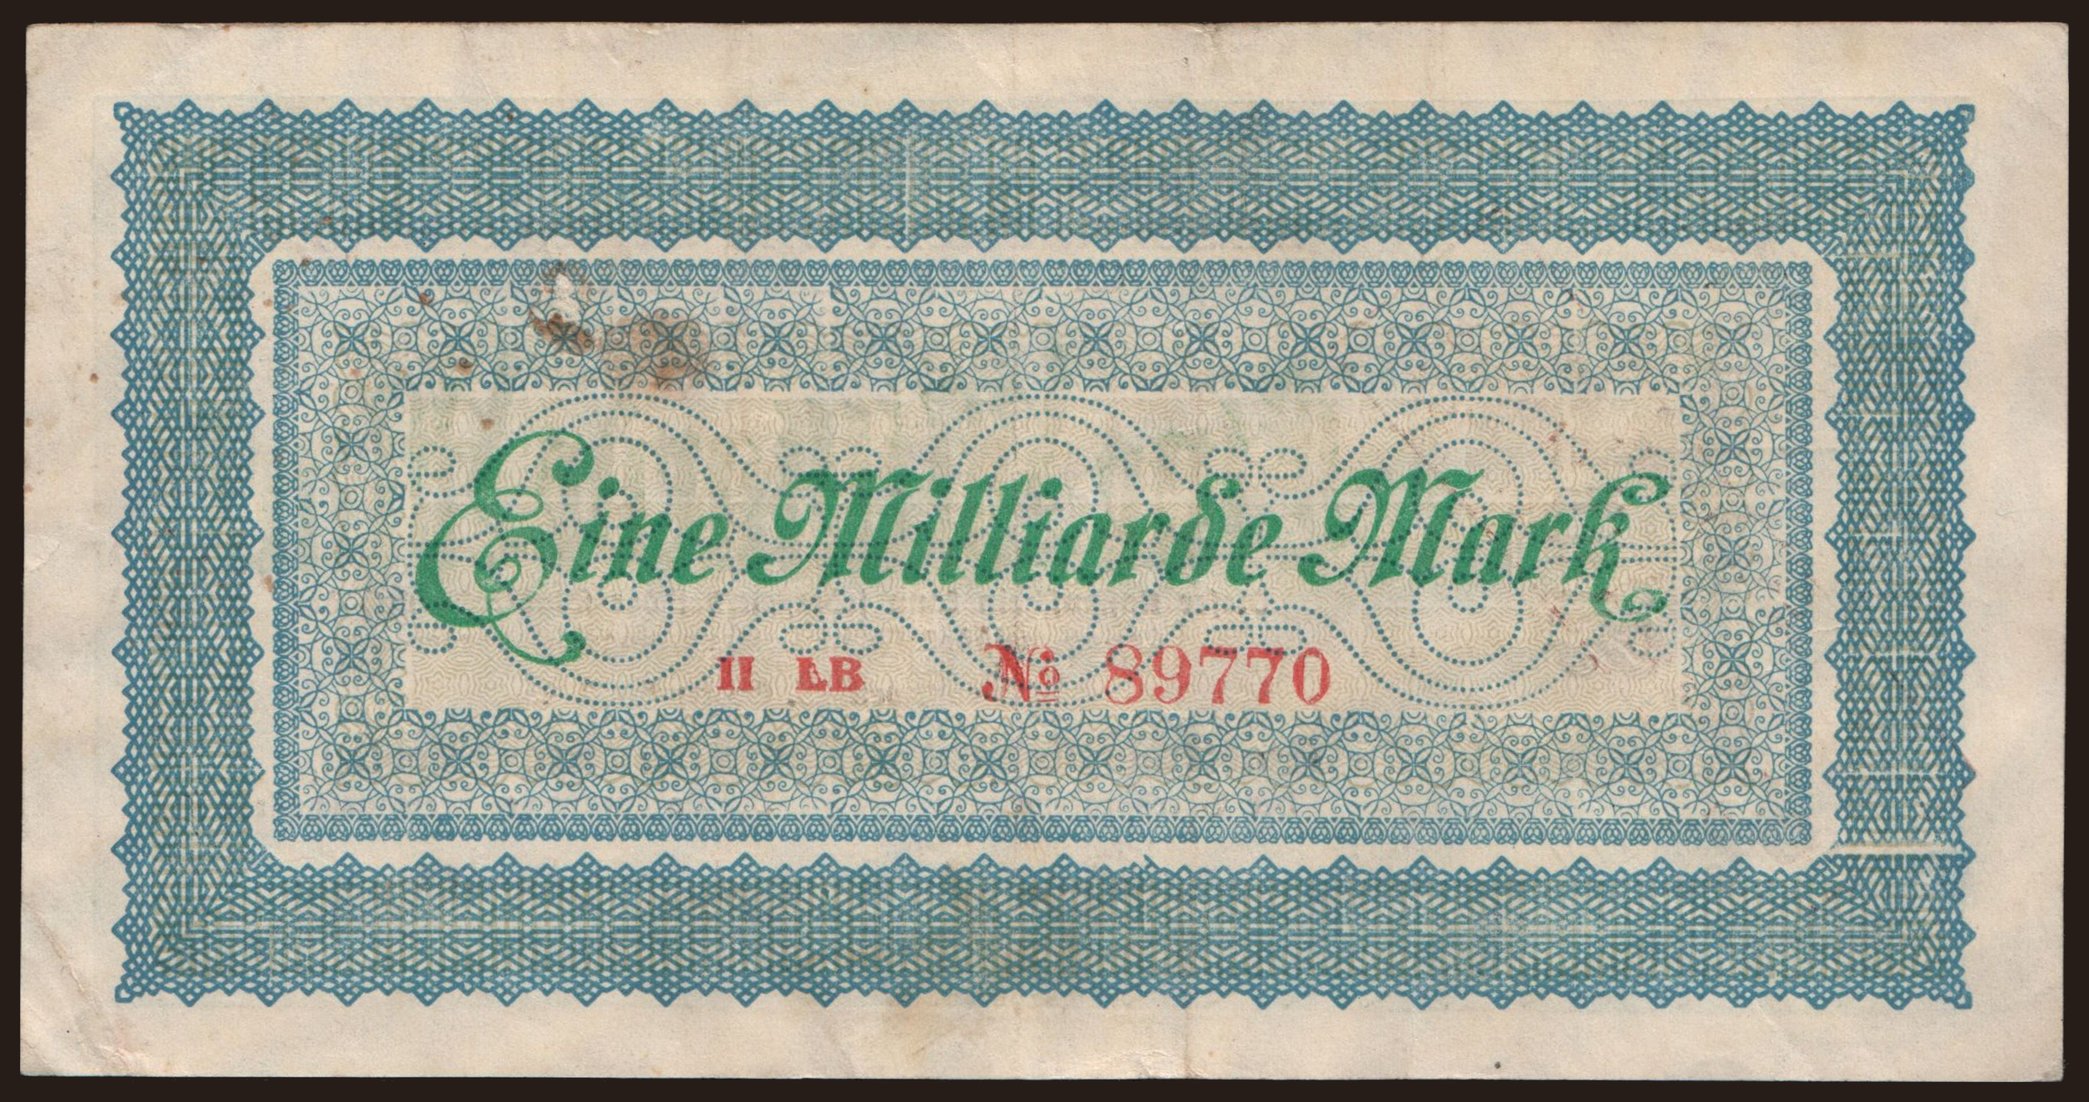 Eine Milliarde Mark
II LB № 89770